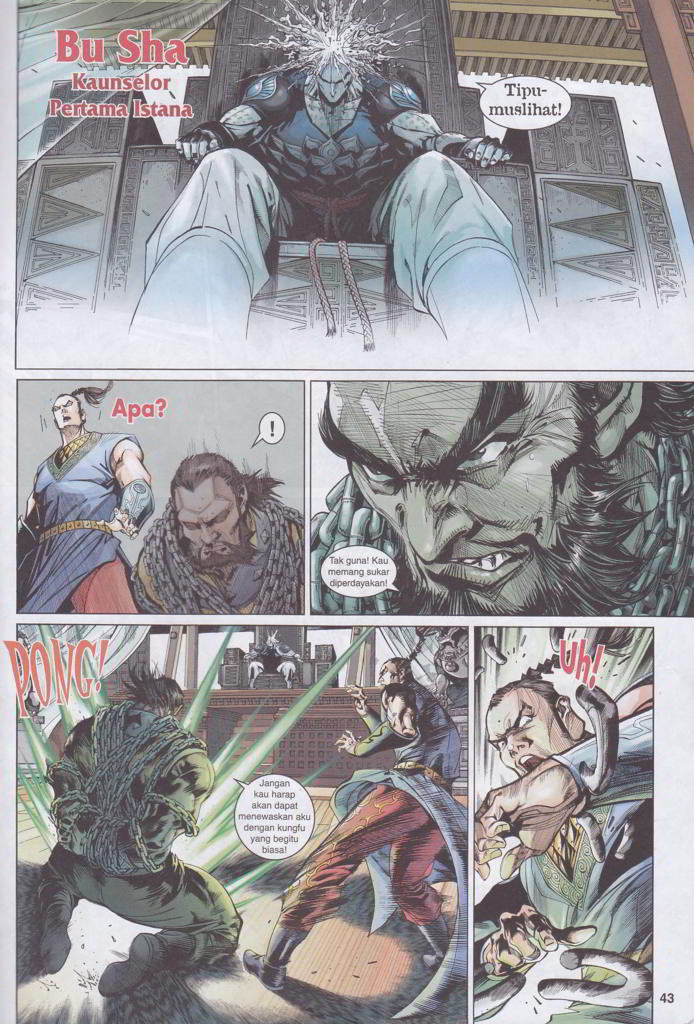 Bu Sha
Kaunselor
Pertama Istana
Tipu-
muslihat!
Apa?
!
Tak guna! Kau
memang sukar
diperdayakan!
PONG!
Jangan
kau harap
akan dapat
menewaskan aku
dengan kungfu
yang begitu
biasa!
Uh!
43